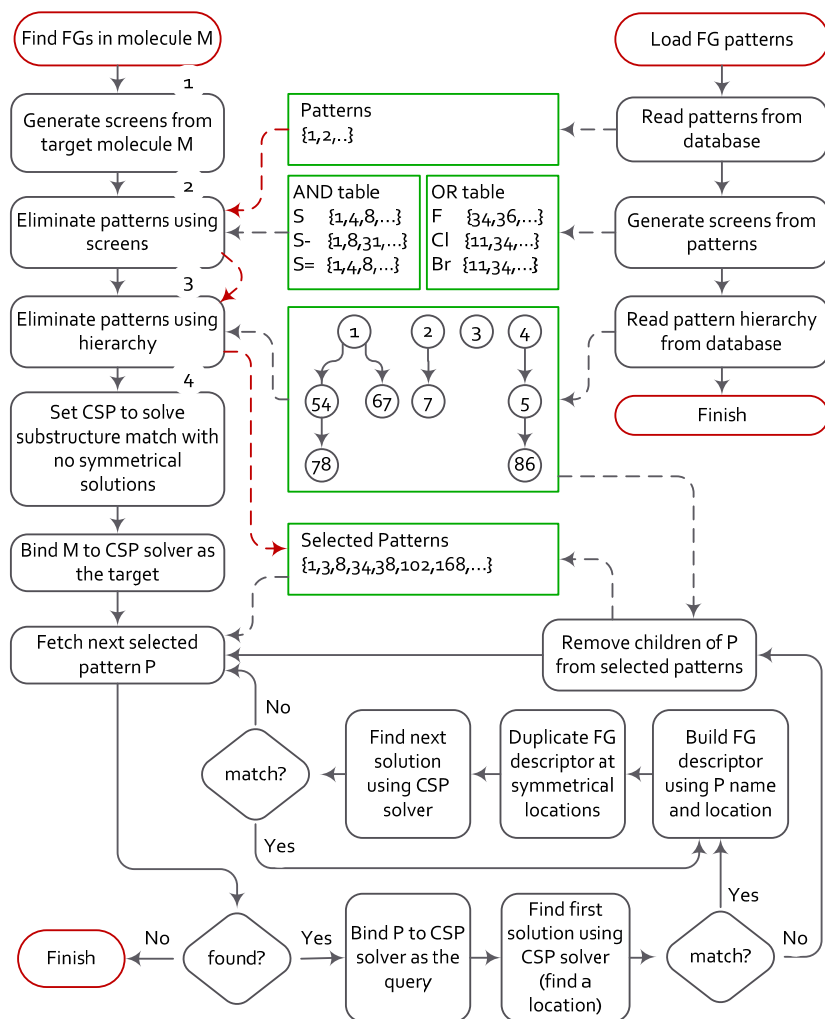 Find FGs in molecule M
Load FG patterns
1
Generate screens from
target molecule M
Patterns
{1,2,..}
Read patterns from
database
2
Eliminate patterns using
screens
AND table
S {1,4,8,...}
S- {1,8,31,...}
S= {1,4,8,...}
OR table
F {34,36,...}
Cl {11,34,...}
Br {11,34,...}
Generate screens from
patterns
3
Eliminate patterns using
hierarchy
1
2
3
4
54
67
7
5
78
86
Read pattern hierarchy
from database
4
Set CSP to solve
substructure match with
no symmetrical
solutions
Finish
Bind M to CSP solver as
the target
Selected Patterns
{1,3,8,34,38,102,168,...}
Fetch next selected
pattern P
Remove children of P
from selected patterns
No
match?
Yes
Find next
solution
using CSP
solver
Duplicate FG
descriptor at
symmetrical
locations
Build FG
descriptor
using P name
and location
Finish
No
found?
Yes
Bind P to CSP
solver as the
query
Find first
solution using
CSP solver
(find a
location)
Yes
match?
No